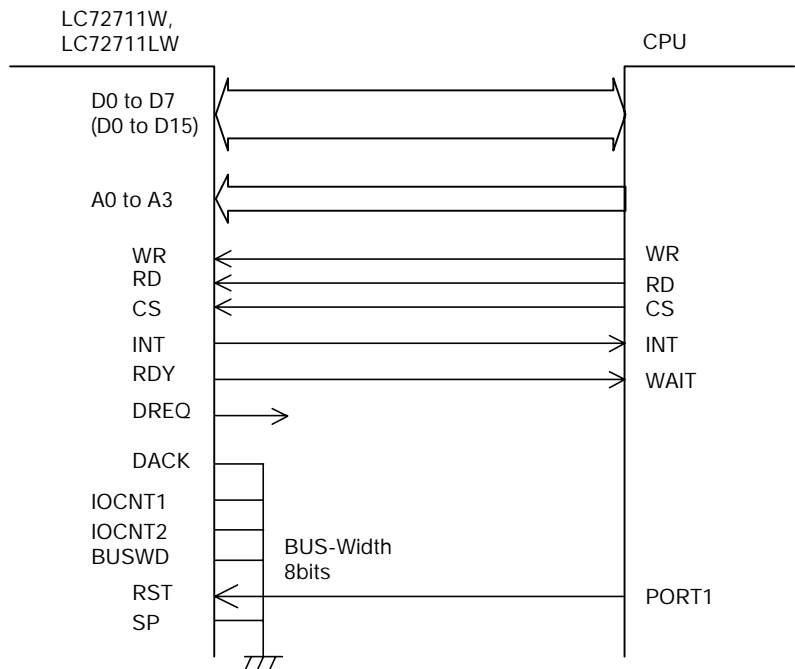 LC72711W,
LC72711LW
CPU
D0 to D7
(D0 to D15)
A0 to A3
WR
WR
RD
RD
CS
CS
INT
INT
RDY
WAIT
DREQ
DACK
IOCNT1
IOCNT2
BUSWD
BUS-Width
8bits
RST
PORT1
SP